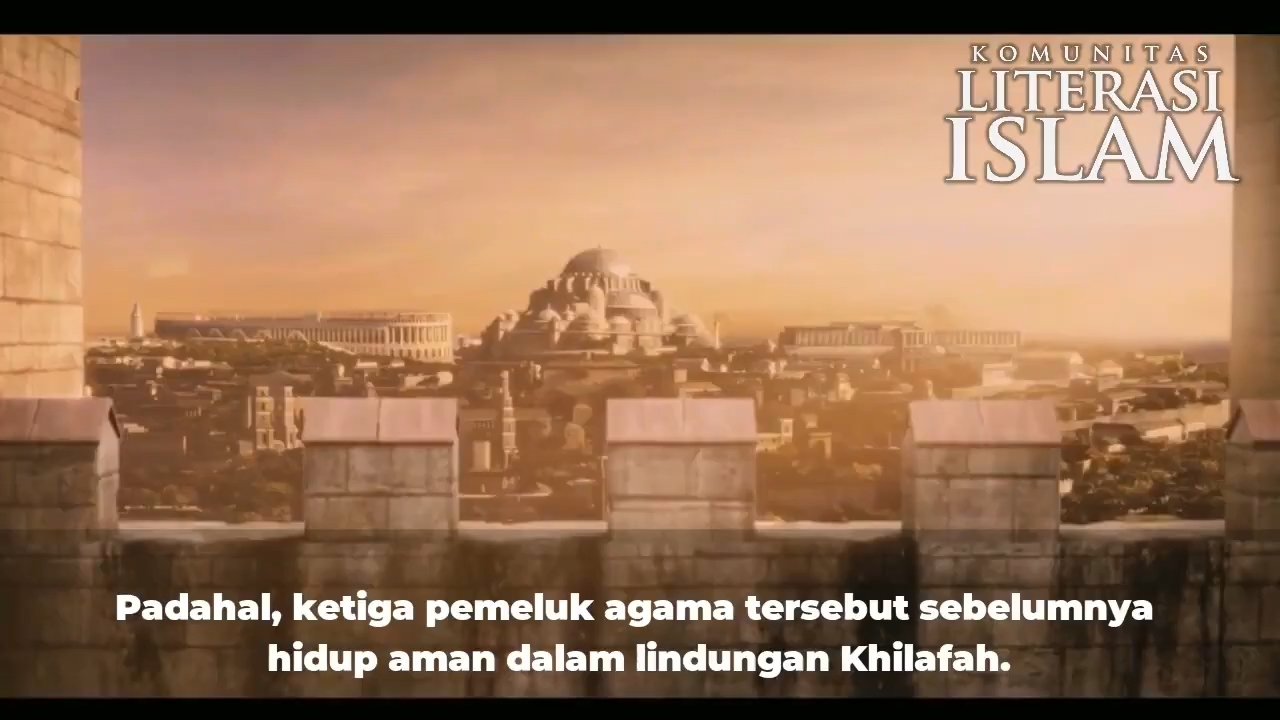 KOMUNITAS
LITERASI
ISLAM
Padahal, ketiga pemeluk agama tersebut sebelumnya
hidup aman dalam lindungan Khilafah.